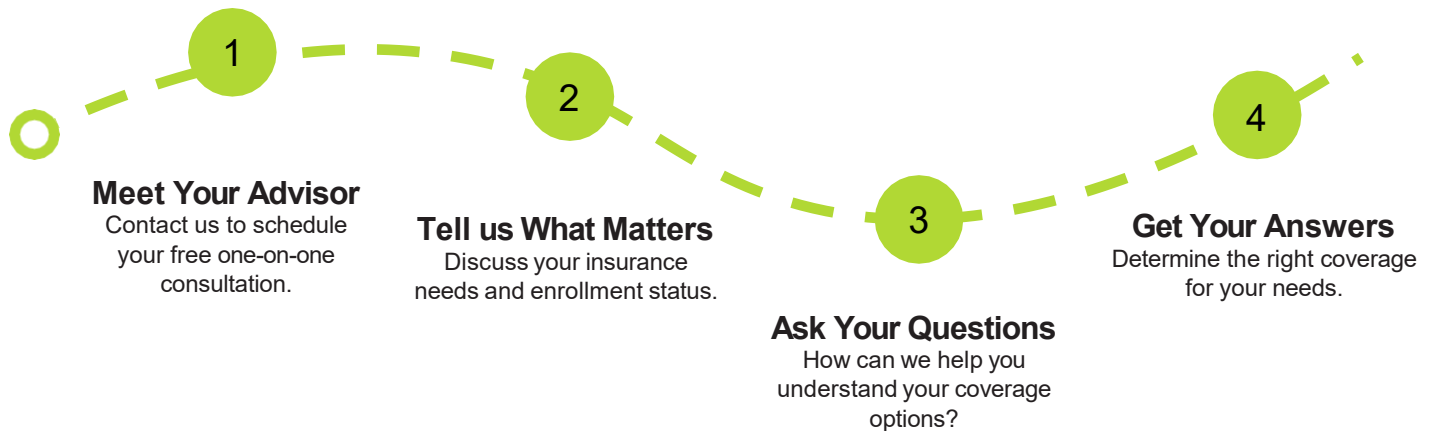 1
Meet Your Advisor
Contact us to schedule
your free one-on-one
consultation.
2
Tell us What Matters
Discuss your insurance
needs and enrollment status.
3
Ask Your Questions
How can we help you
understand your coverage
options?
4
Get Your Answers
Determine the right coverage
for your needs.